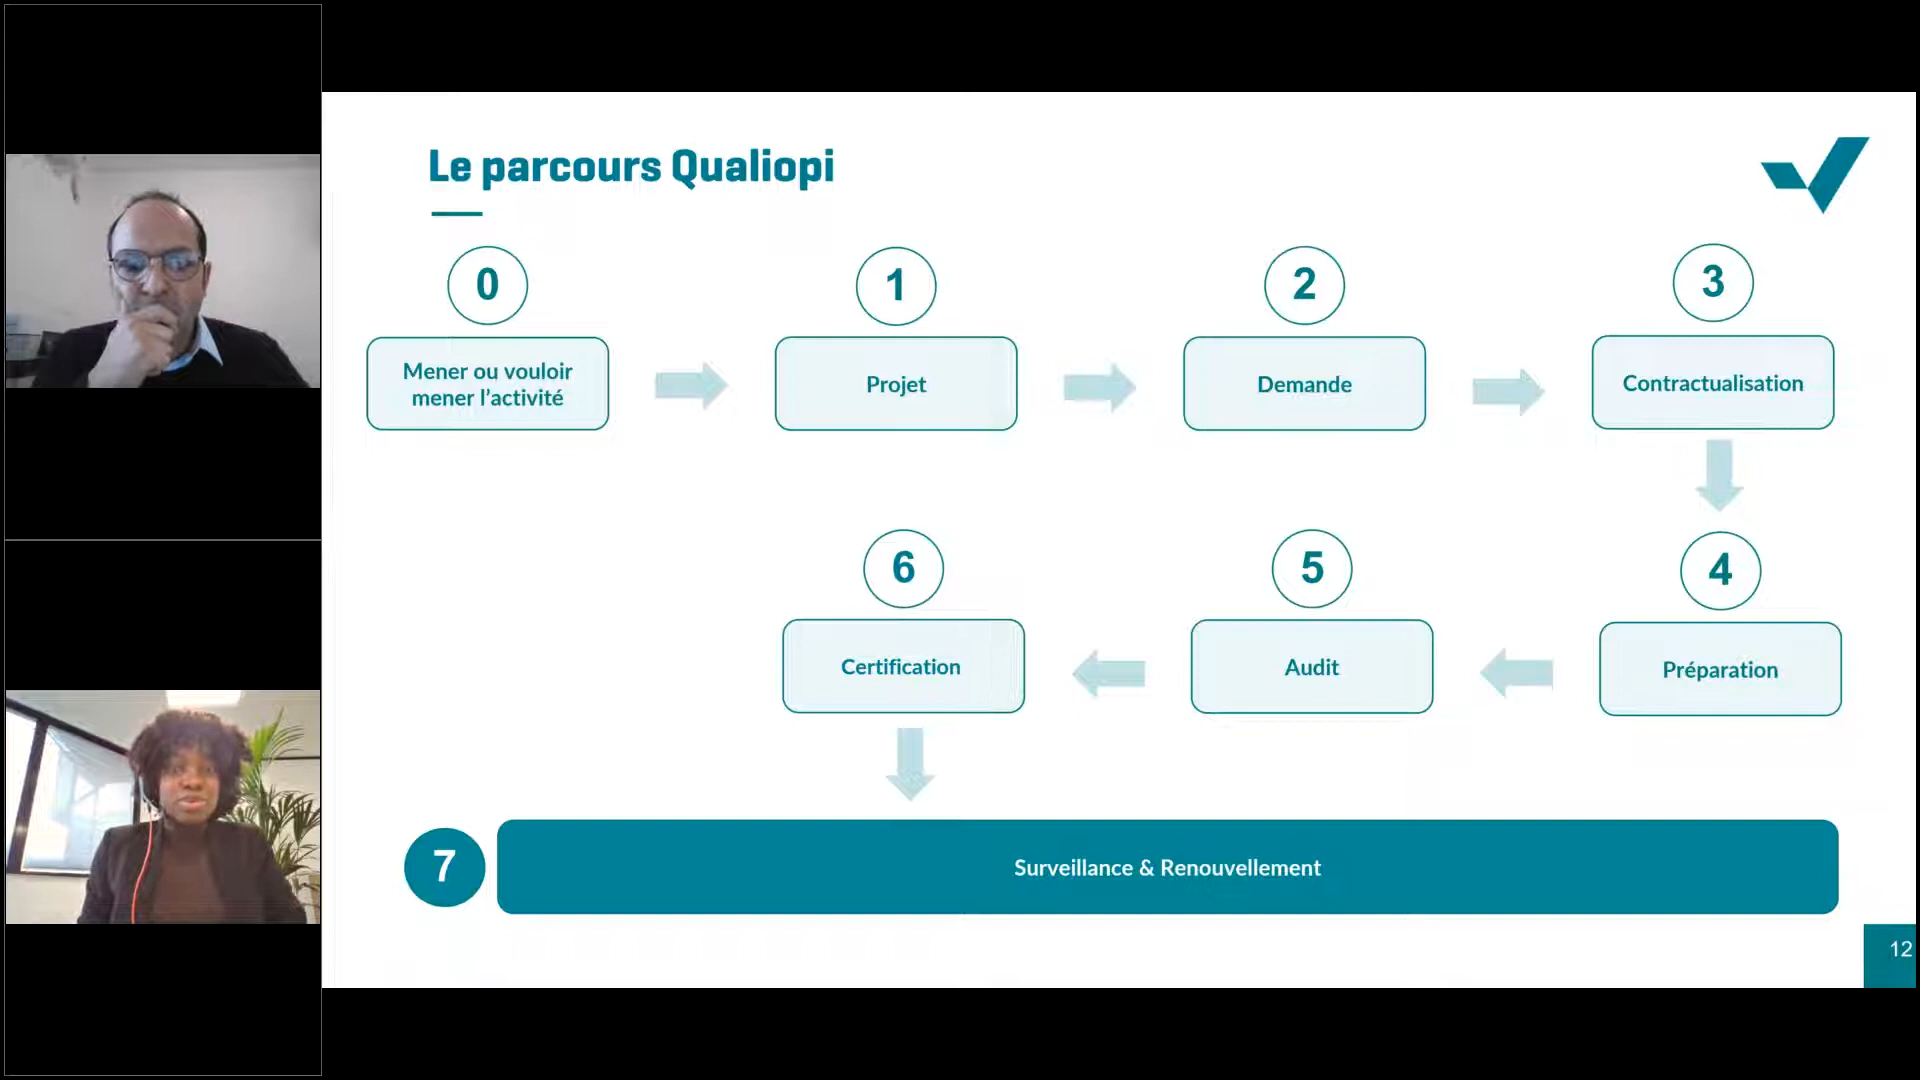 Le parcours Qualiopi
0
1
2
3
Mener ou vouloir
mener l’activité
Projet
Demande
Contractualisation
6
5
4
Certification
Audit
Préparation
7
Surveillance & Renouvellement
12